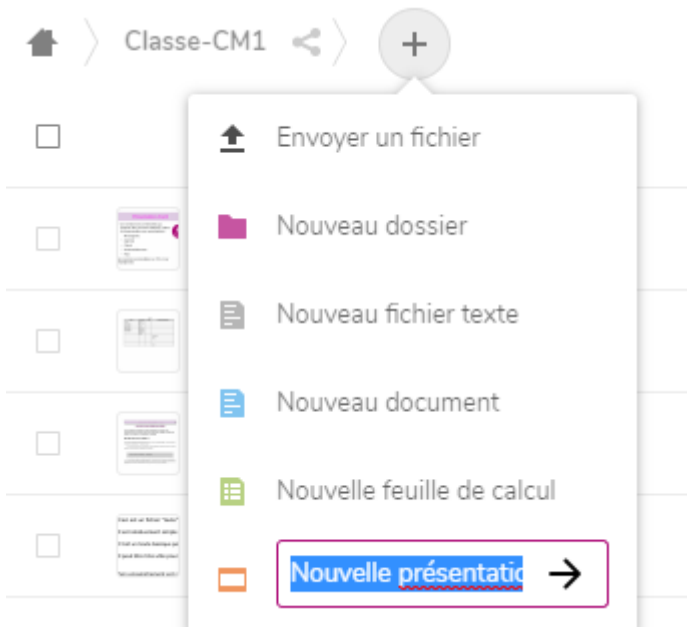 Classe-CM1
Envoyer un fichier
Nouveau dossier
Nouveau fichier texte
Nouveau document
Nouvelle feuille de calcul
Nouvelle présentatio